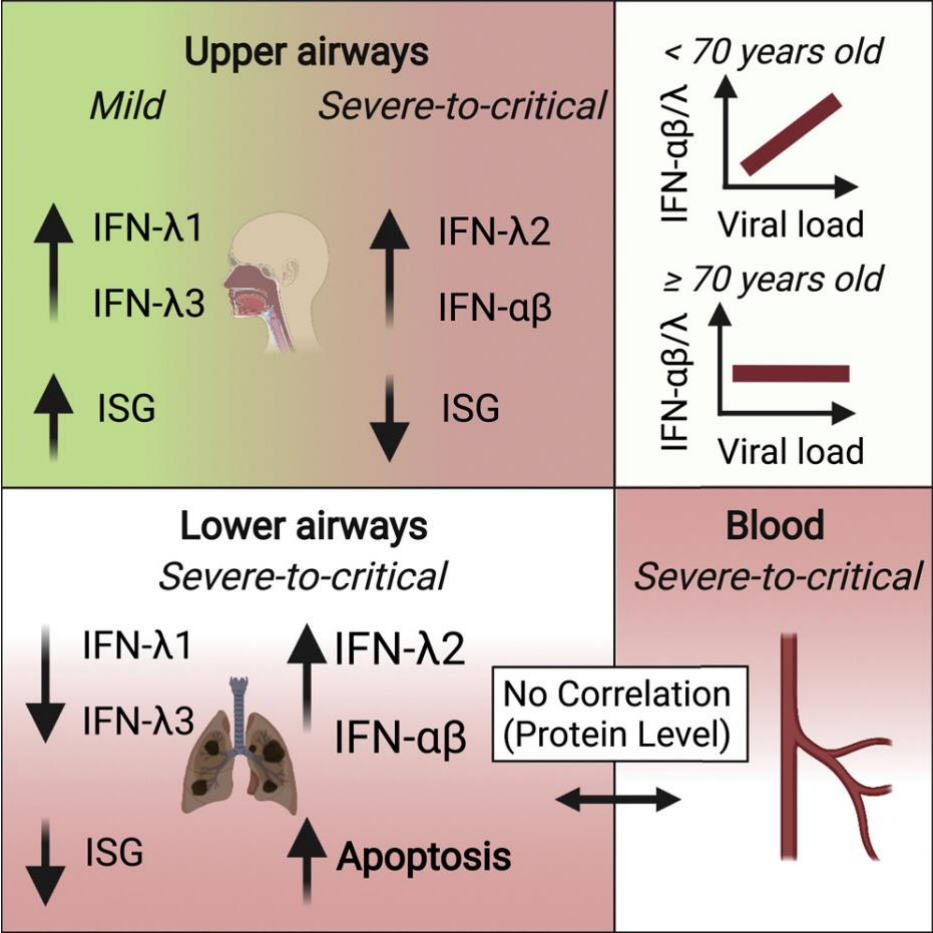 Upper airways
Mild
Severe-to-critical
IFN-λ1
IFN-λ3
ISG
IFN-λ2
IFN-αβ
ISG
< 70 years old
IFN-αβ/λ
Viral load
≥ 70 years old
IFN-αβ/λ
Viral load
Lower airways
Severe-to-critical
IFN-λ1
IFN-λ3
ISG
IFN-λ2
IFN-αβ
Apoptosis
No Correlation
(Protein Level)
Blood
Severe-to-critical